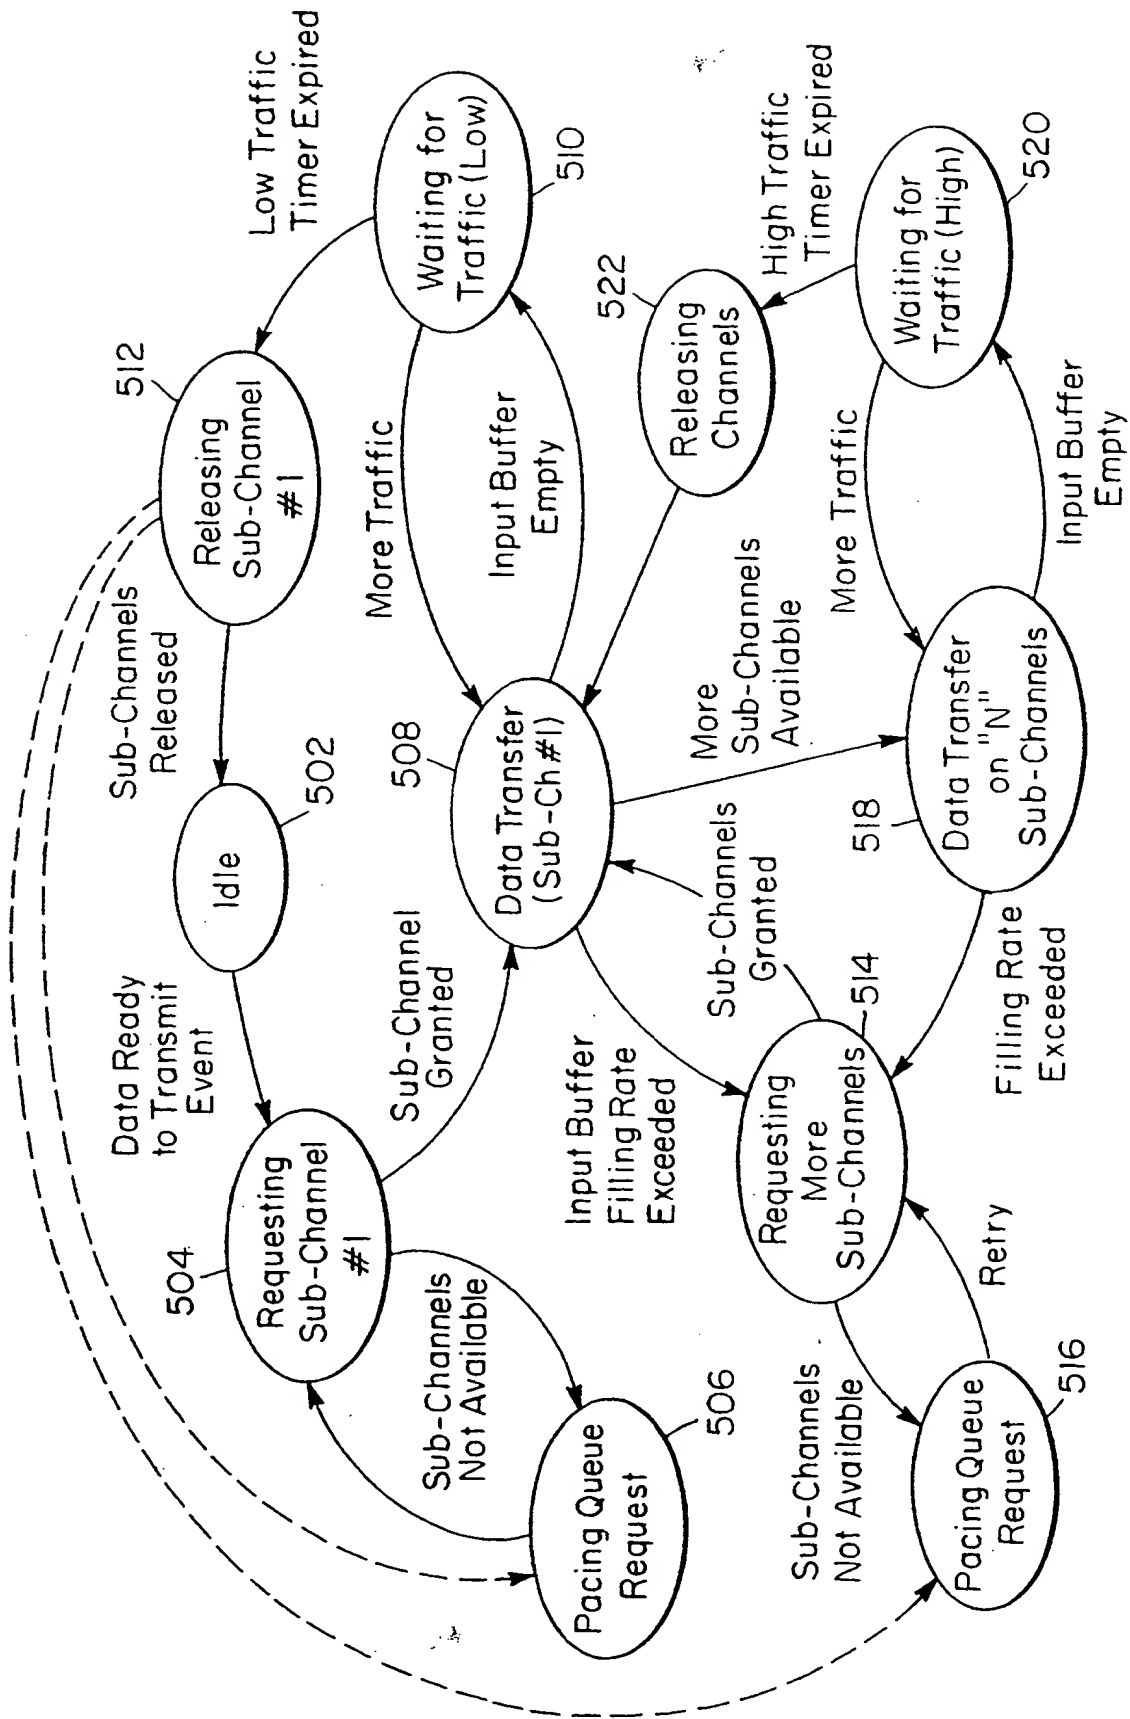 512
Releasing
Sub-Channel
#1
Low Traffic
Timer Expired
Waiting for
Traffic (Low)
510
Sub-Channels
Released
Idle
502
Data Ready
to Transmit
Event
504
Requesting
Sub-Channel
#1
Sub-Channel
Granted
Sub-Channels
Not Available
Pacing Queue
Request
506
More Traffic
Input Buffer
Empty
508
Data Transfer
(Sub-Ch#1)
522
Releasing
Channels
High Traffic
Timer Expired
Waiting for
Traffic (High)
520
More
Sub-Channels
Available
More Traffic
Input Buffer
Empty
518
Data Transfer
on "N"
Sub-Channels
Sub-Channels
Granted
Input Buffer
Filling Rate
Exceeded
514
Requesting
More
Sub-Channels
Filling Rate
Exceeded
Retry
Sub-Channels
Not Available
Pacing Queue
Request
516